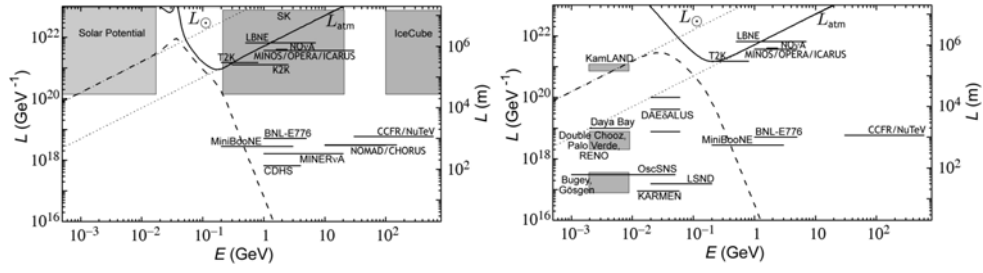 L⊙
L_atm
Solar Potential
SK
IceCube
LBNE
NOνA
T2K
MINOS/OPERA/ICARUS
K2K
BNL-E776
CCFR/NuTeV
MiniBooNE
NOMAD/CHORUS
MINERνA
CDHS
L (GeV⁻¹)
10²²
10²⁰
10¹⁸
10¹⁶
L (m)
10⁶
10⁴
10²
10⁻³ 10⁻² 10⁻¹ 1 10 10²
E (GeV)
L⊙
L_atm
LBNE
NOνA
T2K
MINOS/OPERA/ICARUS
KamLAND
DAEδALUS
Daya Bay
BNL-E776
CCFR/NuTeV
Double Chooz,
Palo Verde,
RENO
MiniBooNE
OscSNS
Bugey,
Gösgen
LSND
KARMEN
L (GeV⁻¹)
10²²
10²⁰
10¹⁸
10¹⁶
L (m)
10⁶
10⁴
10²
10⁻³ 10⁻² 10⁻¹ 1 10 10²
E (GeV)